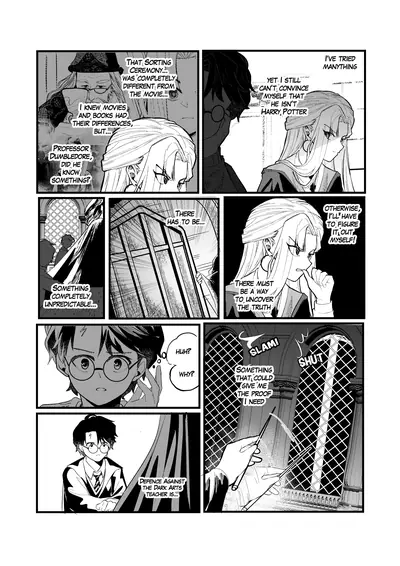 I'VE TRIED
MANYTHING
YET I STILL
CAN'T CONVINCE
MYSELF THAT
HE ISN'T
HARRY POTTER
THAT SORTING
CEREMONY...
WAS COMPLETELY
DIFFERENT FROM
THE MOVIE...
I KNEW MOVIES
AND BOOKS HAD
THEIR DIFFERENCES,
BUT...
PROFESSOR
DUMBLEDORE,
DID HE
KNOW
SOMETHING?
OTHERWISE,
I'LL HAVE
TO FIGURE
IT OUT
MYSELF!
THERE MUST
BE A WAY
TO UNCOVER
THE TRUTH
THERE
HAS TO BE...
SOMETHING
COMPLETELY
UNPREDICTABLE...
SHUT
SLAM!
SOMETHING
THAT COULD
GIVE ME
THE PROOF
I NEED
HUH?
WHY?
DEFENCE AGAINST
THE DARK ARTS
TEACHER IS...